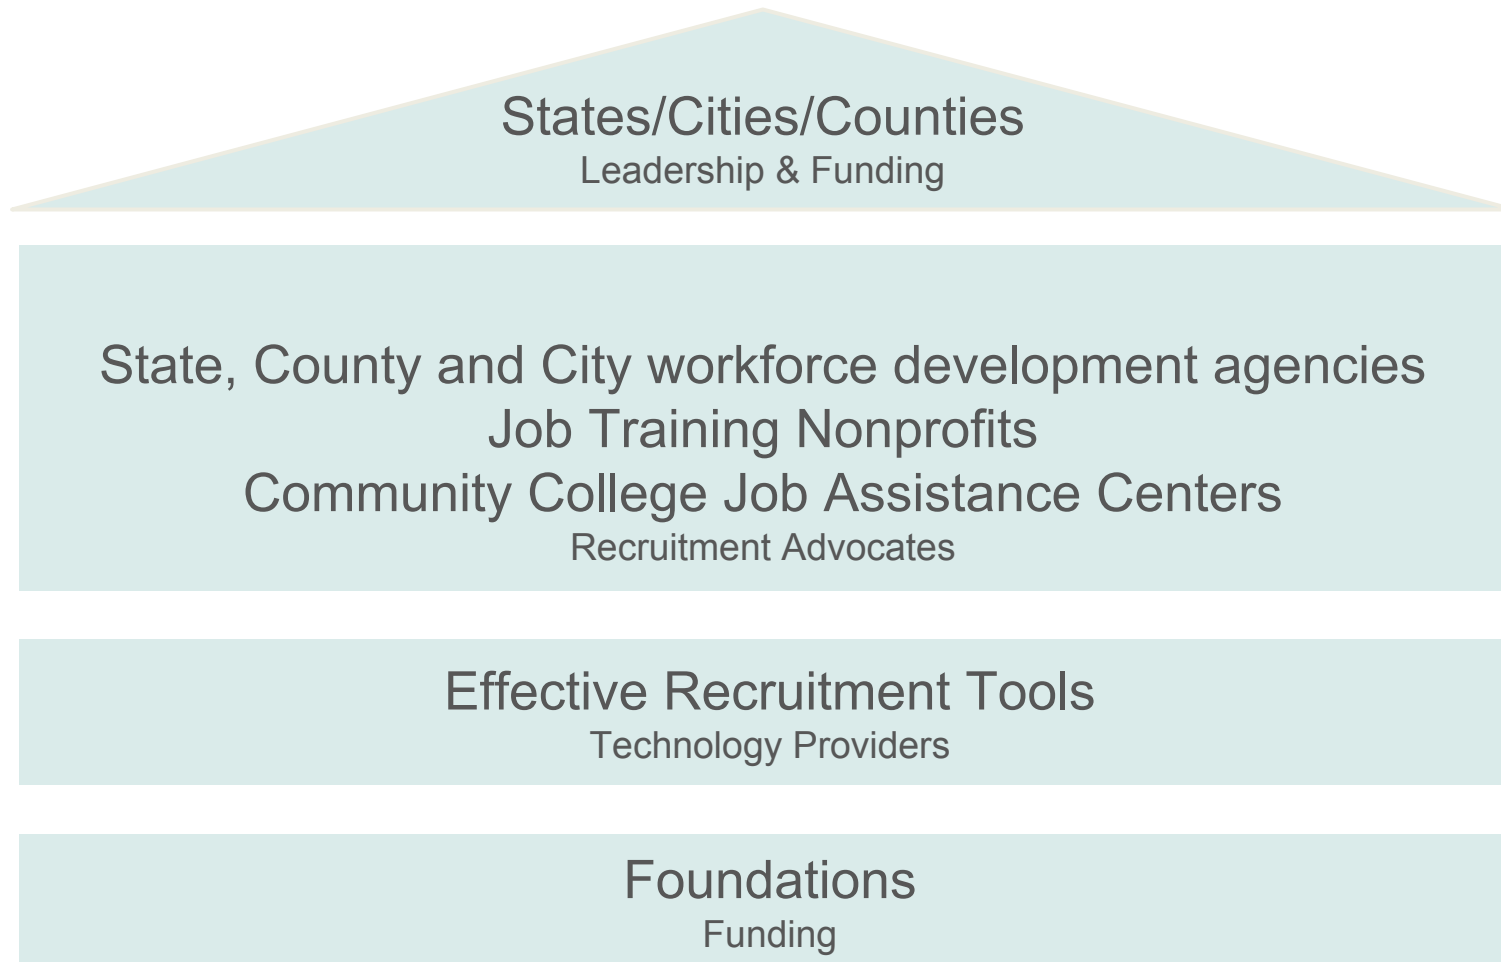 States/Cities/Counties
Leadership & Funding
State, County and City workforce development agencies
Job Training Nonprofits
Community College Job Assistance Centers
Recruitment Advocates
Effective Recruitment Tools
Technology Providers
Foundations
Funding